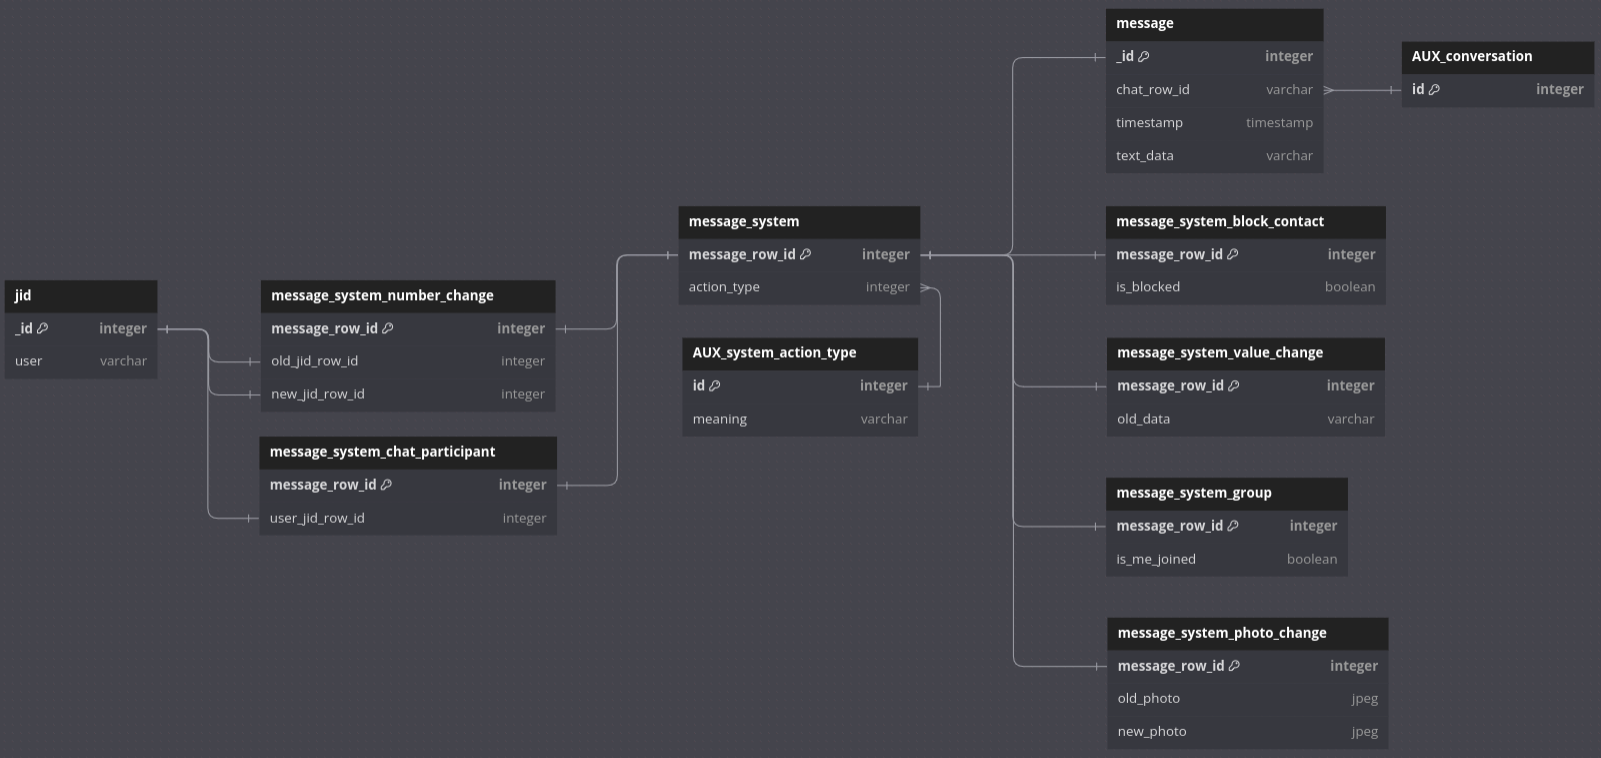 jid
_id integer
user varchar
message_system_number_change
message_row_id integer
old_jid_row_id integer
new_jid_row_id integer
message_system_chat_participant
message_row_id integer
user_jid_row_id integer
message_system
message_row_id integer
action_type integer
AUX_system_action_type
id integer
meaning varchar
message
_id integer
chat_row_id varchar
timestamp timestamp
text_data varchar
AUX_conversation
id integer
message_system_block_contact
message_row_id integer
is_blocked boolean
message_system_value_change
message_row_id integer
old_data varchar
message_system_group
message_row_id integer
is_me_joined boolean
message_system_photo_change
message_row_id integer
old_photo jpeg
new_photo jpeg